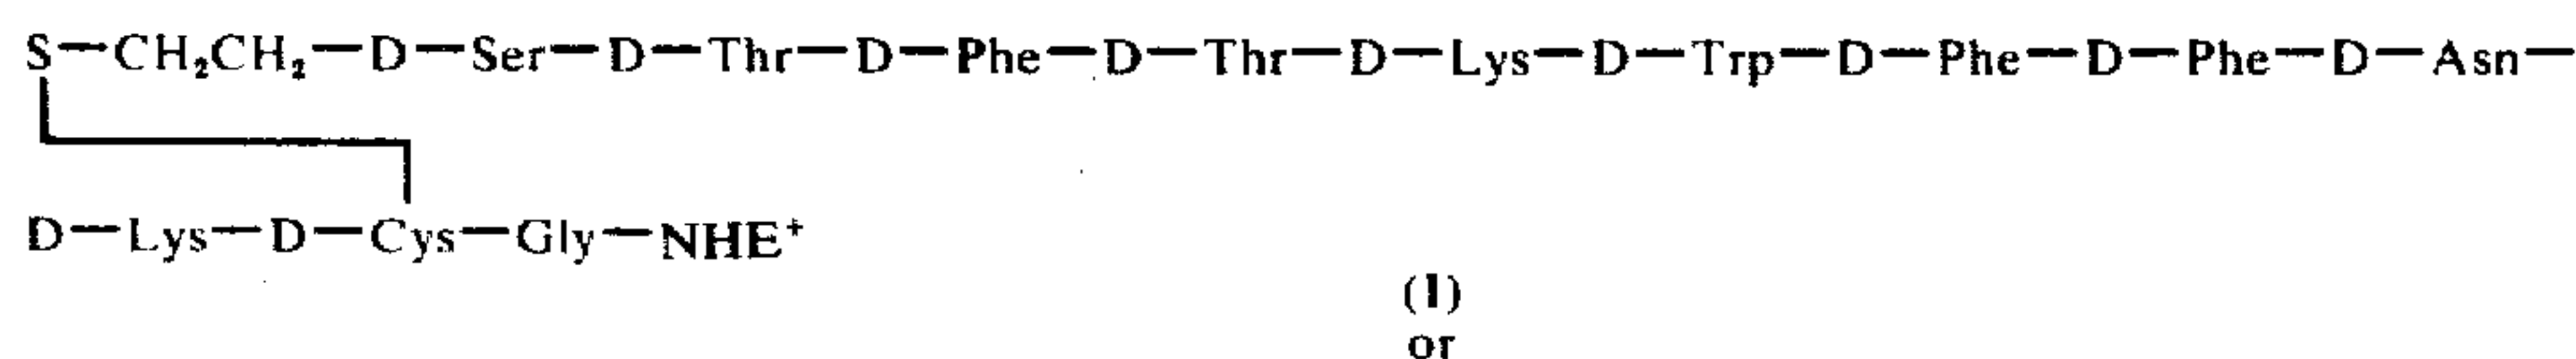 S—CH₂CH₂—D—Ser—D—Thr—D—Phe—D—Thr—D—Lys—D—Trp—D—Phe—D—Phe—D—Asn—
D—Lys—D—Cys—Gly—NHE⁺
(I)
or